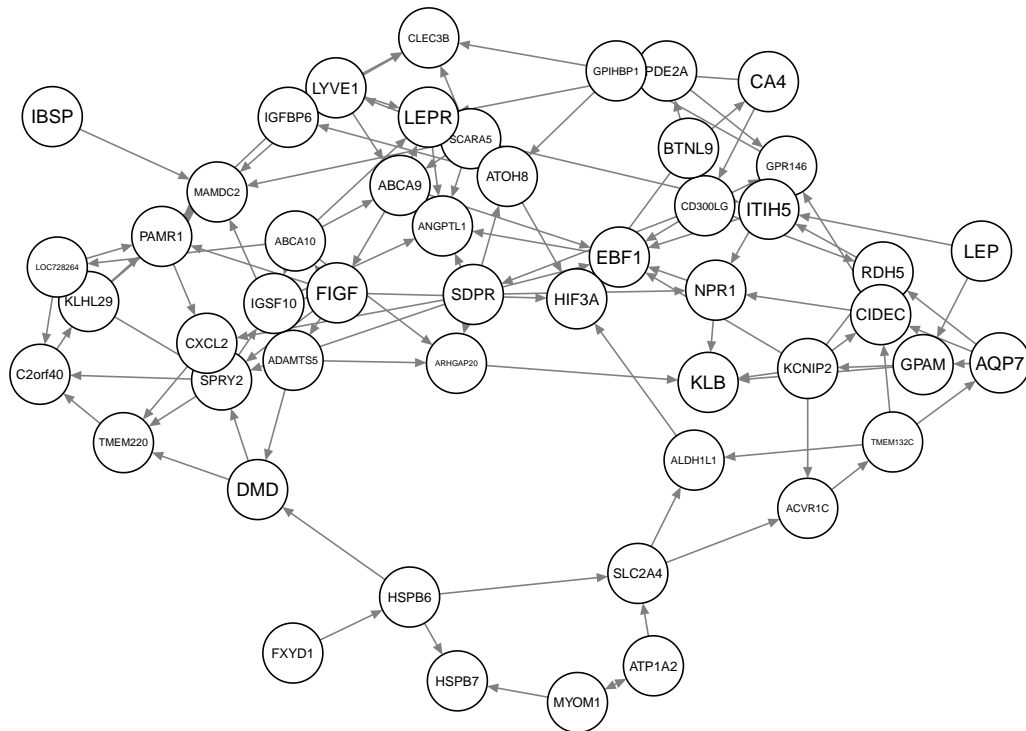 CLEC3B
GPIHBP1
PDE2A
CA4
LYVE1
IBSP
IGFBP6
LEPR
SCARA5
BTNL9
GPR146
ATOH8
ABCA9
MAMDC2
CD300LG
ITIH5
ANGPTL1
PAMR1
ABCA10
LEP
EBF1
LOC728264
RDH5
KLHL29
IGSF10
FIGF
SDPR
HIF3A
NPR1
CIDEC
CXCL2
C2orf40
SPRY2
ADAMTS5
ARHGAP20
KLB
KCNIP2
GPAM
AQP7
TMEM220
ALDH1L1
TMEM132C
DMD
ACVR1C
SLC2A4
HSPB6
FXYD1
HSPB7
ATP1A2
MYOM1